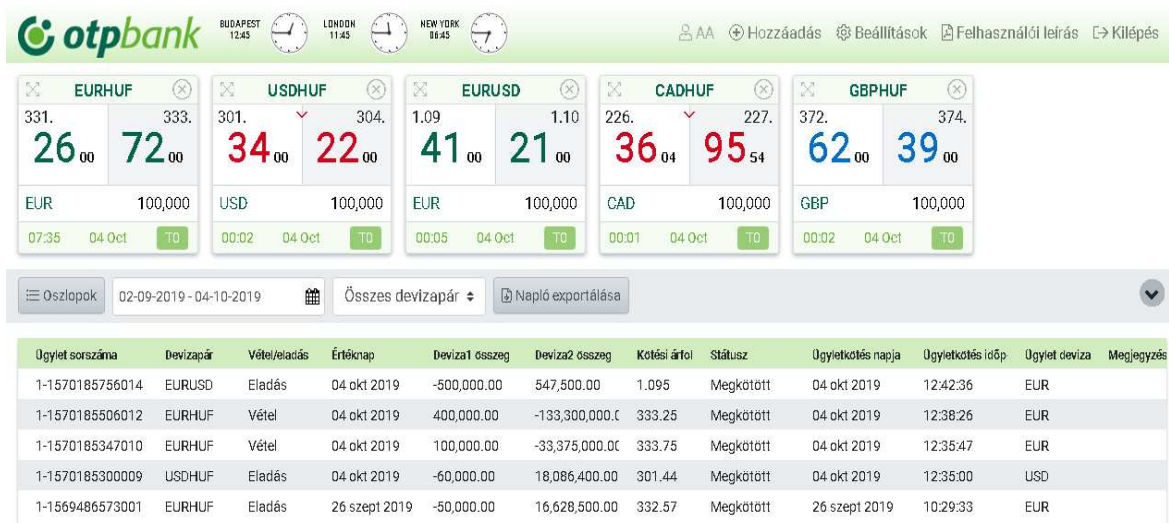 otpbank BUDAPEST 12:45 LONDON 11:45 NEW YORK 06:45 AA Hozzáadás Beállítások Felhasználói leírás Kilépés
EURHUF USDHUF EURUSD CADHUF GBPHUF
331. 333. 301. 304. 1.09 1.10 226. 227. 372. 374.
26 00 72 00 34 00 22 00 41 00 21 00 36 04 95 54 62 00 39 00
EUR 100,000 USD 100,000 EUR 100,000 CAD 100,000 GBP 100,000
07:35 04 Oct T0 00:02 04 Oct T0 00:05 04 Oct T0 00:01 04 Oct T0 00:02 04 Oct T0
Oszlopok 02-09-2019 - 04-10-2019 Összes devizapár Napló exportálása
Ügylet sorszáma Devizapár Vétel/eladás Értéknap Deviza1 összeg Deviza2 összeg Kötési árfol Státusz Ügyletkötés napja Ügyletkötés időp Ügylet deviza Megjegyzés
1-1570185756014 EURUSD Eladás 04 okt 2019 -500,000.00 547,500.00 1.095 Megkötött 04 okt 2019 12:42:36 EUR
1-1570185506012 EURHUF Vétel 04 okt 2019 400,000.00 -133,300,000.0 333.25 Megkötött 04 okt 2019 12:38:26 EUR
1-1570185347010 EURHUF Vétel 04 okt 2019 100,000.00 -33,375,000.00 333.75 Megkötött 04 okt 2019 12:35:47 EUR
1-1570185300009 USDHUF Eladás 04 okt 2019 -60,000.00 18,086,400.00 301.44 Megkötött 04 okt 2019 12:35:00 USD
1-1569486573001 EURHUF Eladás 26 szept 2019 -50,000.00 16,628,500.00 332.57 Megkötött 26 szept 2019 10:29:33 EUR